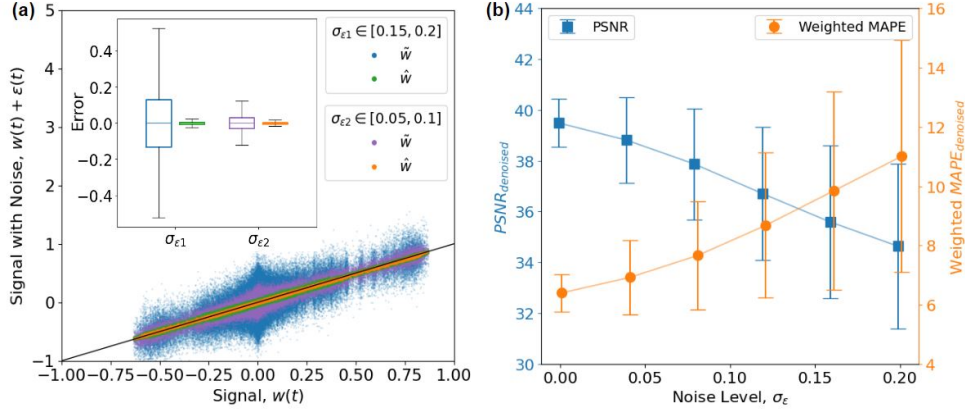 (a)
5
4
3
2
1
0
−1
Signal with Noise, w(t) + ε(t)
−1.00 −0.75 −0.50 −0.25 0.00 0.25 0.50 0.75 1.00
Signal, w(t)
0.4
0.2
0.0
−0.2
−0.4
Error
σε1 σε2
σε1 ∈ [0.15, 0.2]
w̃
ŵ
σε2 ∈ [0.05, 0.1]
w̃
ŵ
(b)
44
42
40
38
36
34
32
30
PSNRdenoised
PSNR
Weighted MAPE
0.00 0.05 0.10 0.15 0.20
Noise Level, σε
16
14
12
10
8
6
4
Weighted MAPEdenoised